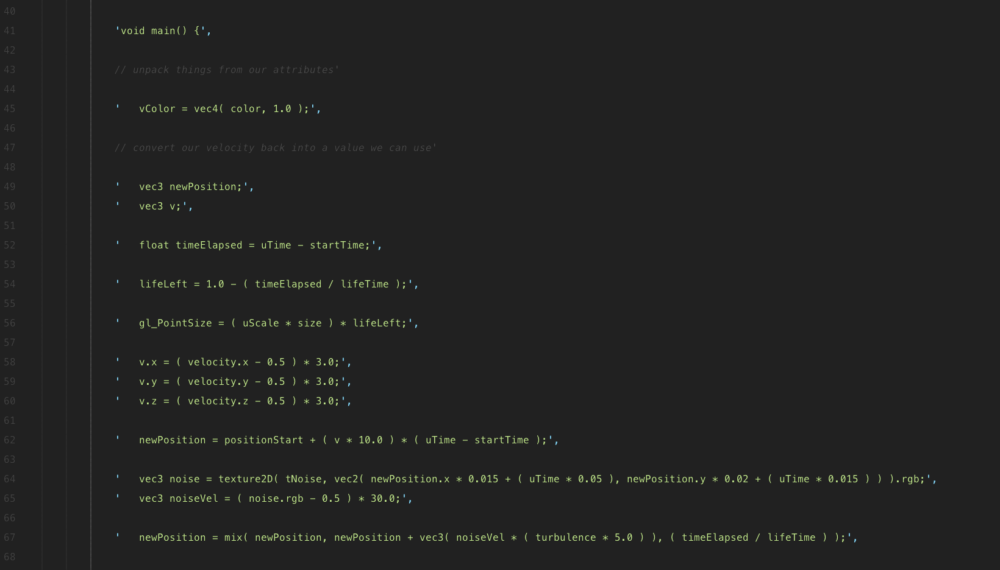 40
41 'void main() {',
42
43 // unpack things from our attributes'
44
45 '   vColor = vec4( color, 1.0 );',
46
47 // convert our velocity back into a value we can use'
48
49 '   vec3 newPosition;',
50 '   vec3 v;',
51
52 '   float timeElapsed = uTime - startTime;',
53
54 '   lifeLeft = 1.0 - ( timeElapsed / lifeTime );',
55
56 '   gl_PointSize = ( uScale * size ) * lifeLeft;',
57
58 '   v.x = ( velocity.x - 0.5 ) * 3.0;',
59 '   v.y = ( velocity.y - 0.5 ) * 3.0;',
60 '   v.z = ( velocity.z - 0.5 ) * 3.0;',
61
62 '   newPosition = positionStart + ( v * 10.0 ) * ( uTime - startTime );',
63
64 '   vec3 noise = texture2D( tNoise, vec2( newPosition.x * 0.015 + ( uTime * 0.05 ), newPosition.y * 0.02 + ( uTime * 0.015 ) ) ).rgb;',
65 '   vec3 noiseVel = ( noise.rgb - 0.5 ) * 30.0;',
66
67 '   newPosition = mix( newPosition, newPosition + vec3( noiseVel * ( turbulence * 5.0 ) ), ( timeElapsed / lifeTime ) );',
68